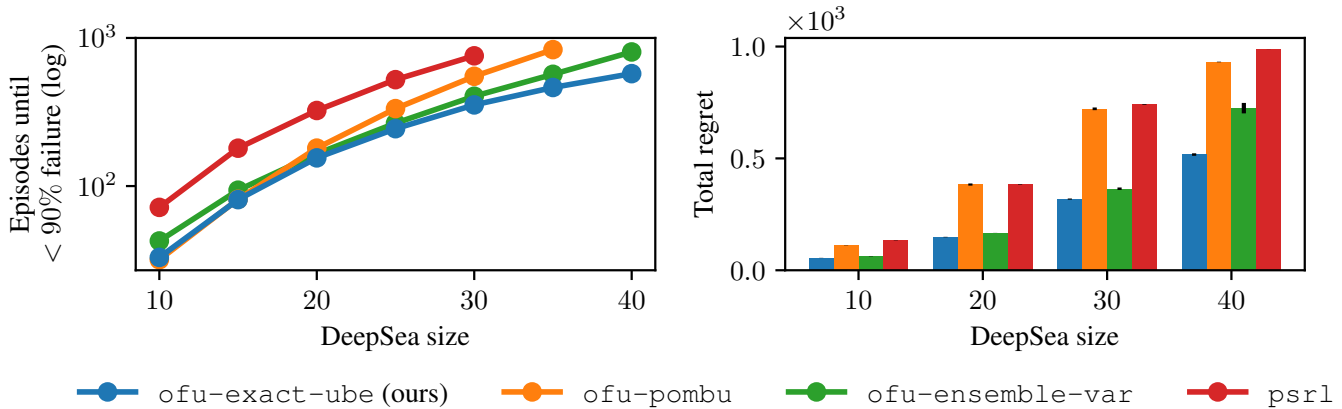 10³
10²
Episodes until
< 90% failure (log)
10
20
30
40
DeepSea size
×10³
1.0
0.5
0.0
Total regret
10
20
30
40
DeepSea size
ofu-exact-ube (ours)
ofu-pombu
ofu-ensemble-var
psrl